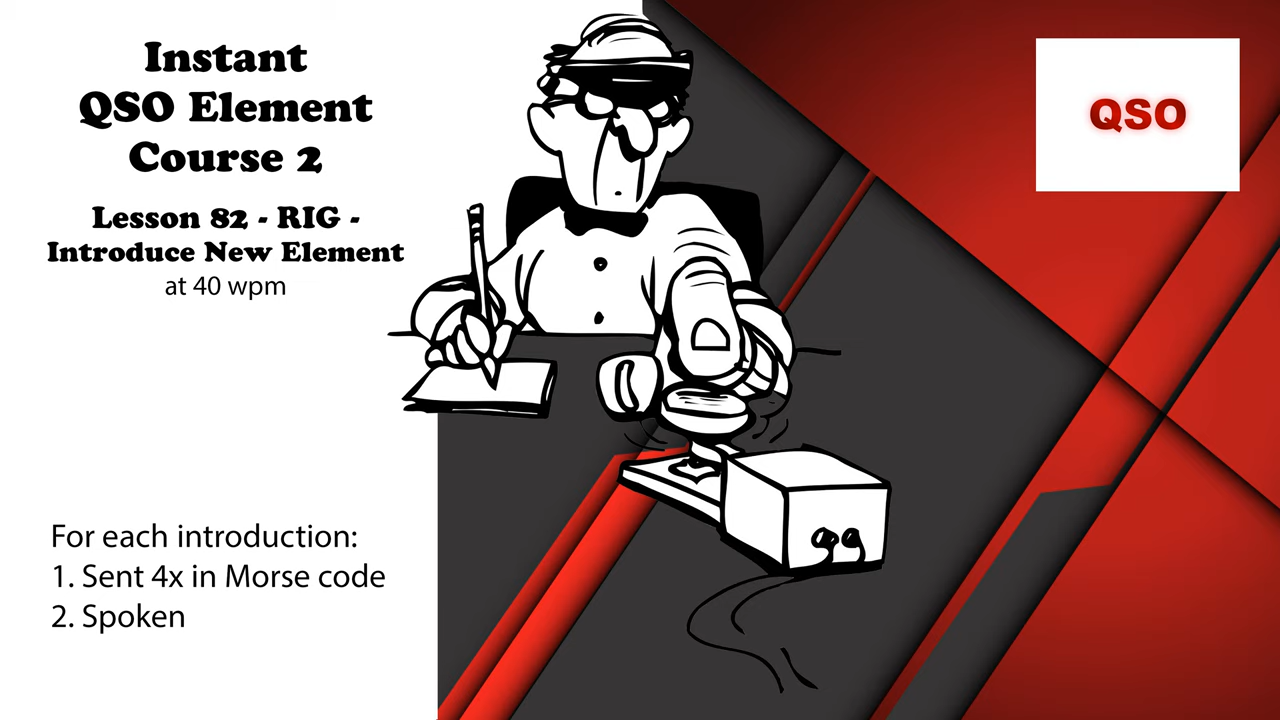 Instant
QSO Element
Course 2
Lesson 82 - RIG -
Introduce New Element
at 40 wpm
QSO
For each introduction:
1. Sent 4x in Morse code
2. Spoken